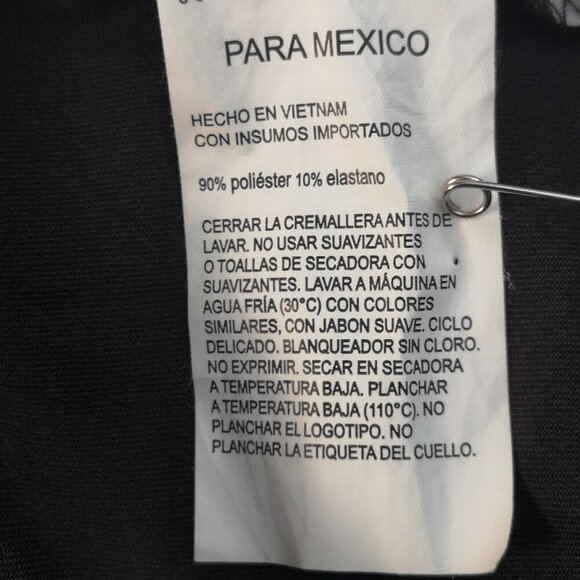 PARA MEXICO
HECHO EN VIETNAM
CON INSUMOS IMPORTADOS
90% poliéster 10% elastano
CERRAR LA CREMALLERA ANTES DE
LAVAR. NO USAR SUAVIZANTES
O TOALLAS DE SECADORA CON
SUAVIZANTES. LAVAR A MÁQUINA EN
AGUA FRÍA (30°C) CON COLORES
SIMILARES, CON JABON SUAVE. CICLO
DELICADO. BLANQUEADOR SIN CLORO.
NO EXPRIMIR. SECAR EN SECADORA
A TEMPERATURA BAJA. PLANCHAR
A TEMPERATURA BAJA (110°C). NO
PLANCHAR EL LOGOTIPO. NO
PLANCHAR LA ETIQUETA DEL CUELLO.